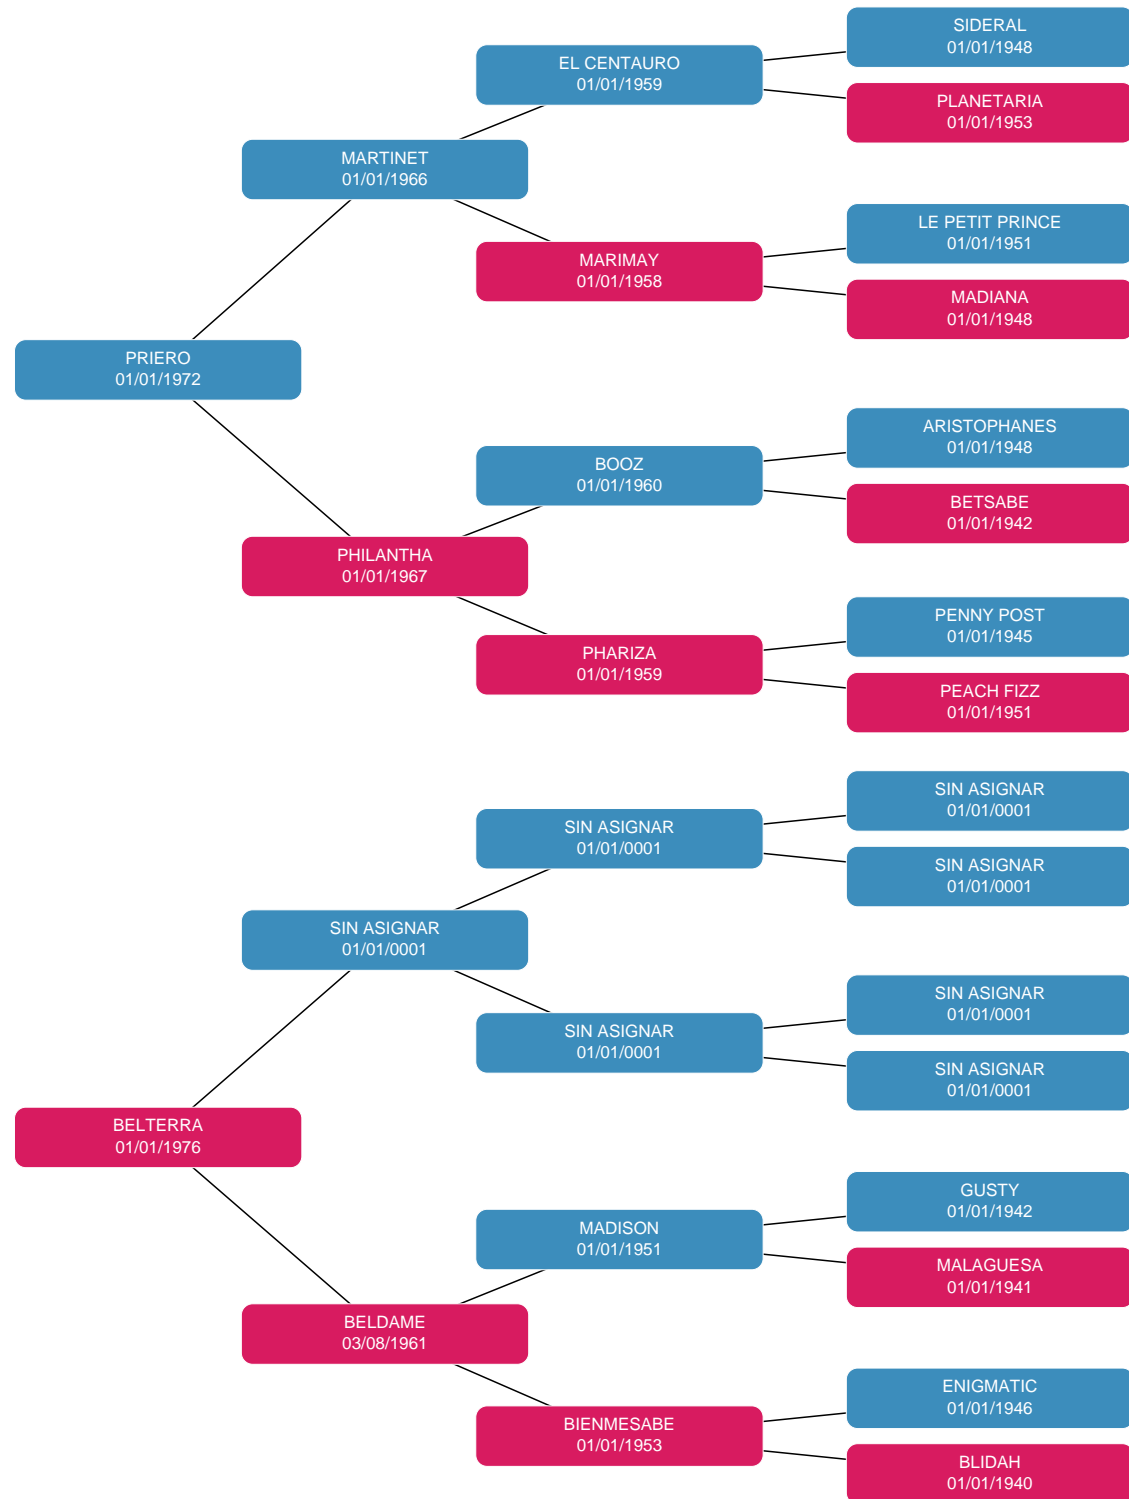 SIDERAL
01/01/1948
EL CENTAURO
01/01/1959
PLANETARIA
01/01/1953
MARTINET
01/01/1966
LE PETIT PRINCE
01/01/1951
MARIMAY
01/01/1958
MADIANA
01/01/1948
PRIERO
01/01/1972
ARISTOPHANES
01/01/1948
BOOZ
01/01/1960
BETSABE
01/01/1942
PHILANTHA
01/01/1967
PENNY POST
01/01/1945
PHARIZA
01/01/1959
PEACH FIZZ
01/01/1951
SIN ASIGNAR
01/01/0001
SIN ASIGNAR
01/01/0001
SIN ASIGNAR
01/01/0001
SIN ASIGNAR
01/01/0001
SIN ASIGNAR
01/01/0001
SIN ASIGNAR
01/01/0001
SIN ASIGNAR
01/01/0001
BELTERRA
01/01/1976
GUSTY
01/01/1942
MADISON
01/01/1951
MALAGUESA
01/01/1941
BELDAME
03/08/1961
ENIGMATIC
01/01/1946
BIENMESABE
01/01/1953
BLIDAH
01/01/1940